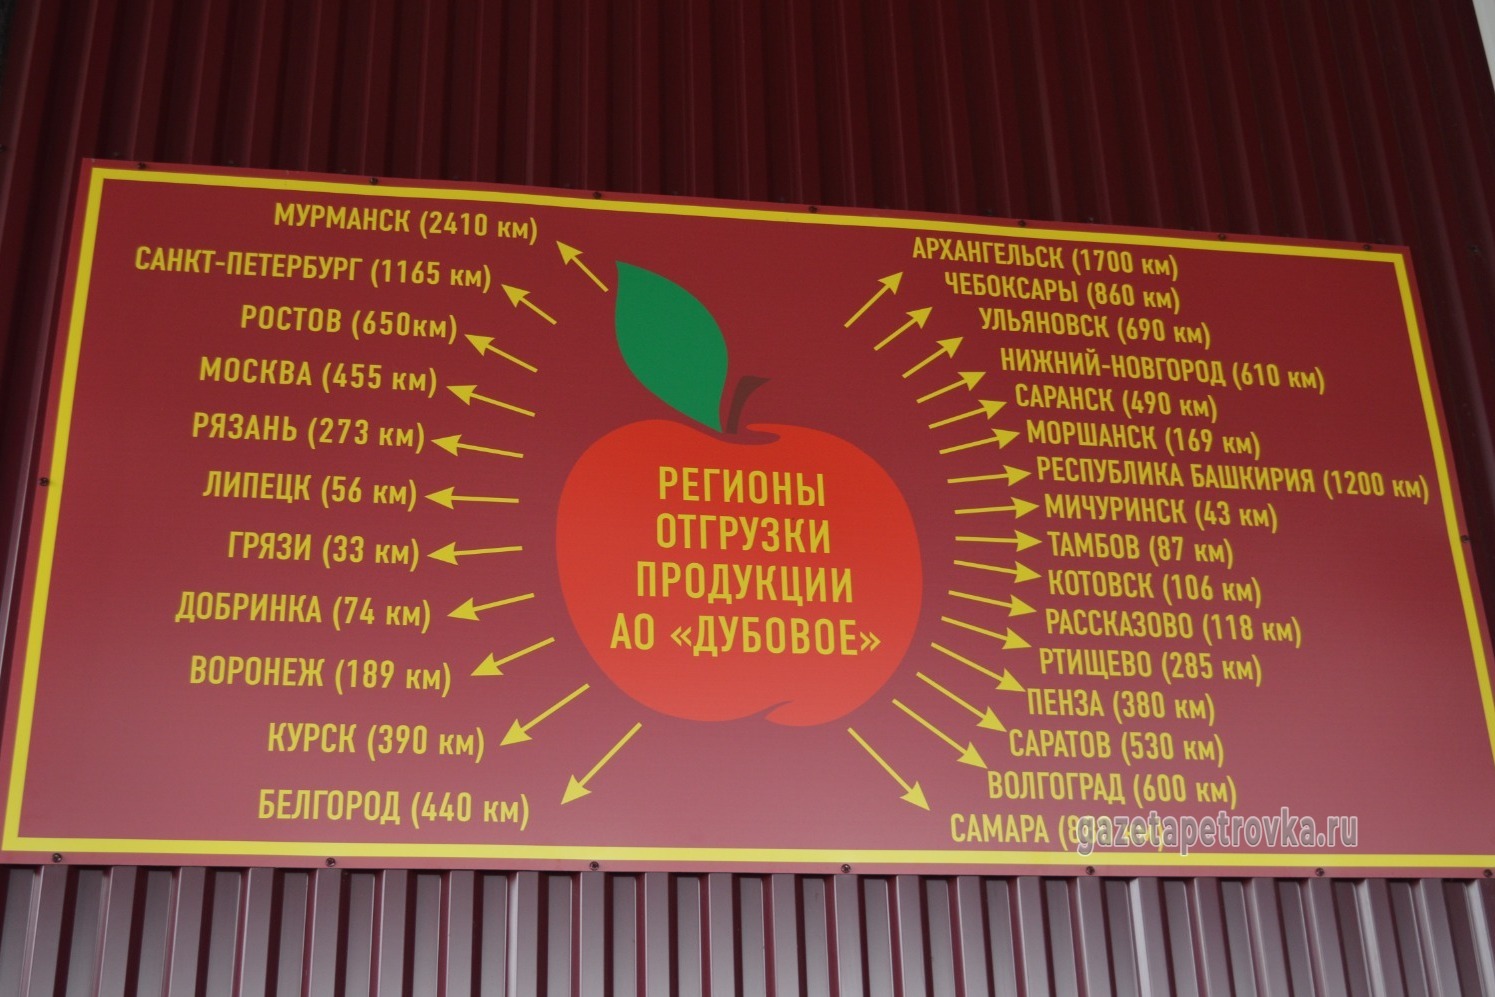 МУРМАНСК (2410 км)
САНКТ-ПЕТЕРБУРГ (1165 км)
РОСТОВ (650км)
МОСКВА (455 км)
РЯЗАНЬ (273 км)
ЛИПЕЦК (56 км)
ГРЯЗИ (33 км)
ДОБРИНКА (74 км)
ВОРОНЕЖ (189 км)
КУРСК (390 км)
БЕЛГОРОД (440 км)
РЕГИОНЫ
ОТГРУЗКИ
ПРОДУКЦИИ
АО «ДУБОВОЕ»
АРХАНГЕЛЬСК (1700 км)
ЧЕБОКСАРЫ (860 км)
УЛЬЯНОВСК (690 км)
НИЖНИЙ-НОВГОРОД (610 км)
САРАНСК (490 км)
МОРШАНСК (169 км)
РЕСПУБЛИКА БАШКИРИЯ (1200 км)
МИЧУРИНСК (43 км)
ТАМБОВ (87 км)
КОТОВСК (106 км)
РАССКАЗОВО (118 км)
РТИЩЕВО (285 км)
ПЕНЗА (380 км)
САРАТОВ (530 км)
ВОЛГОГРАД (600 км)
САМАРА
gazetapetrovka.ru